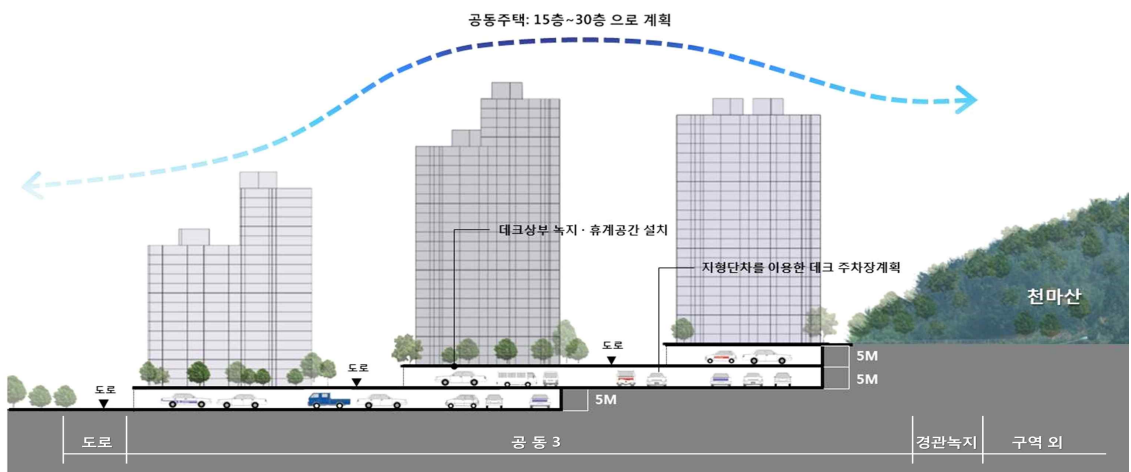 공동주택: 15층~30층 으로 계획
데크상부 녹지 · 휴게공간 설치
지형단차를 이용한 데크 주차장계획
천마산
도로
5M
도로
5M
도로
5M
도로
공 동 3
경관녹지
구역 외